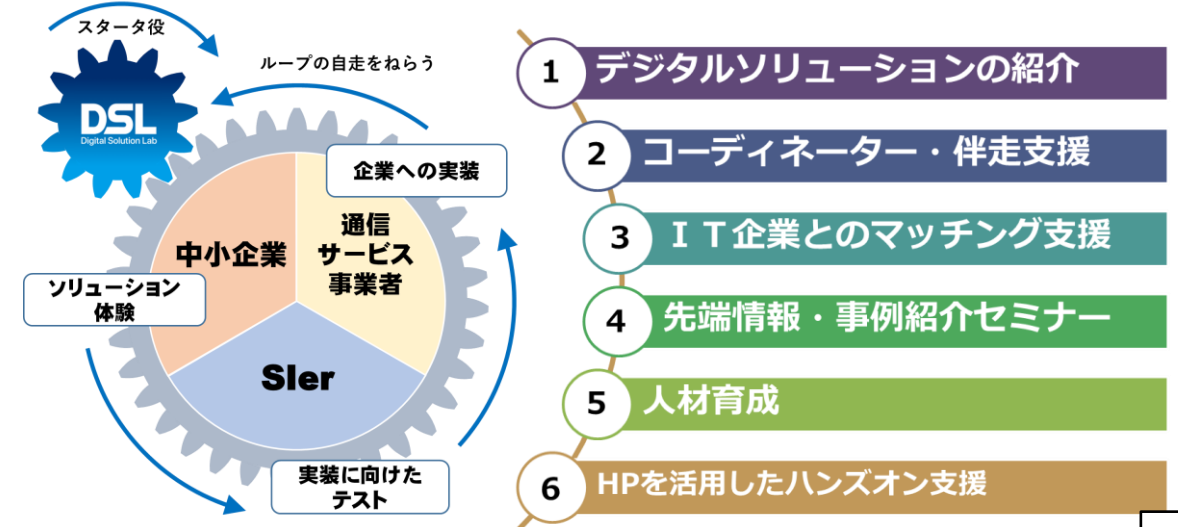 スタータ役
DSL
Digital Solution Lab
ループの自走をねらう
企業への実装
中小企業
通信
サービス
事業者
ソリューション
体験
SIer
実装に向けた
テスト
1 デジタルソリューションの紹介
2 コーディネーター・伴走支援
3 ＩＴ企業とのマッチング支援
4 先端情報・事例紹介セミナー
5 人材育成
6 HPを活用したハンズオン支援